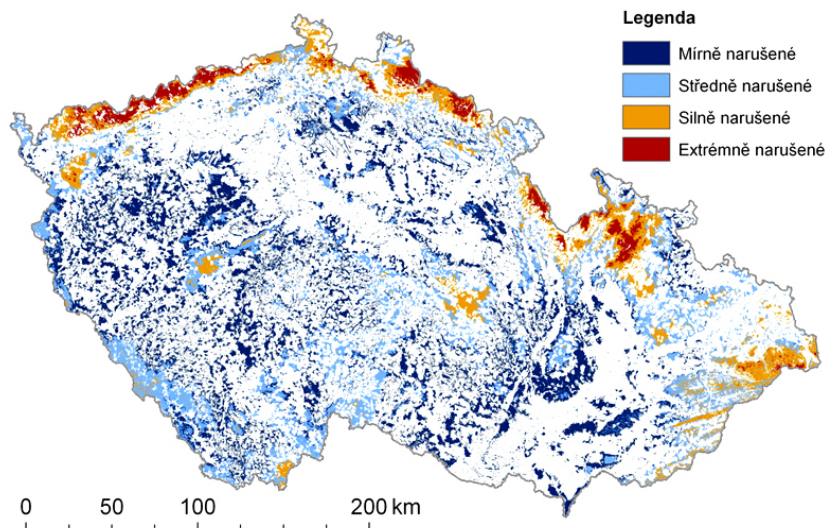 Legenda
Mírně narušené
Středně narušené
Silně narušené
Extrémně narušené
0 50 100 200 km